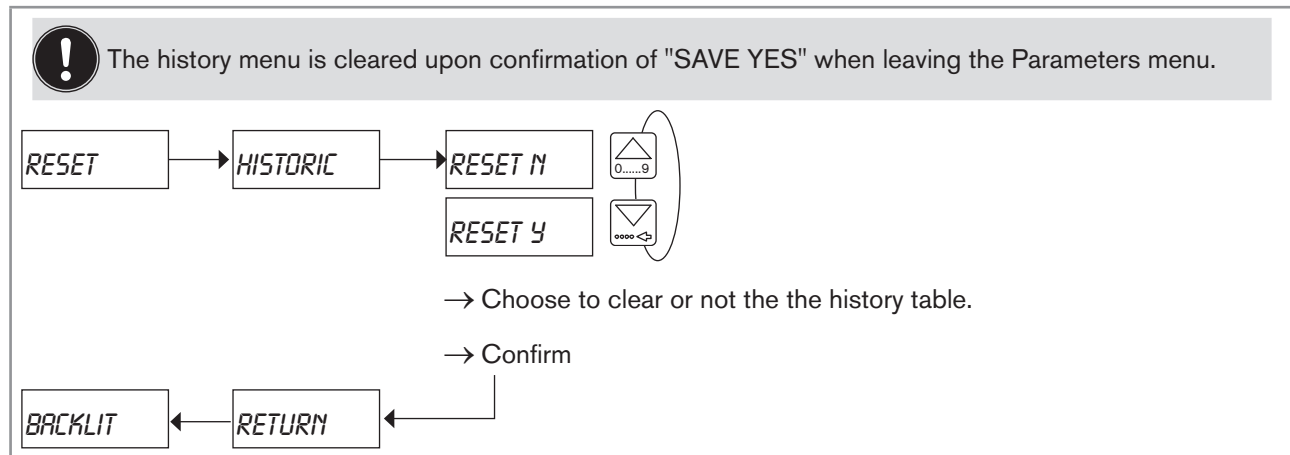 The history menu is cleared upon confirmation of "SAVE YES" when leaving the Parameters menu.
RESET
HISTORIC
RESET N
0......9
RESET Y
→ Choose to clear or not the the history table.
→ Confirm
BACKLIT
RETURN